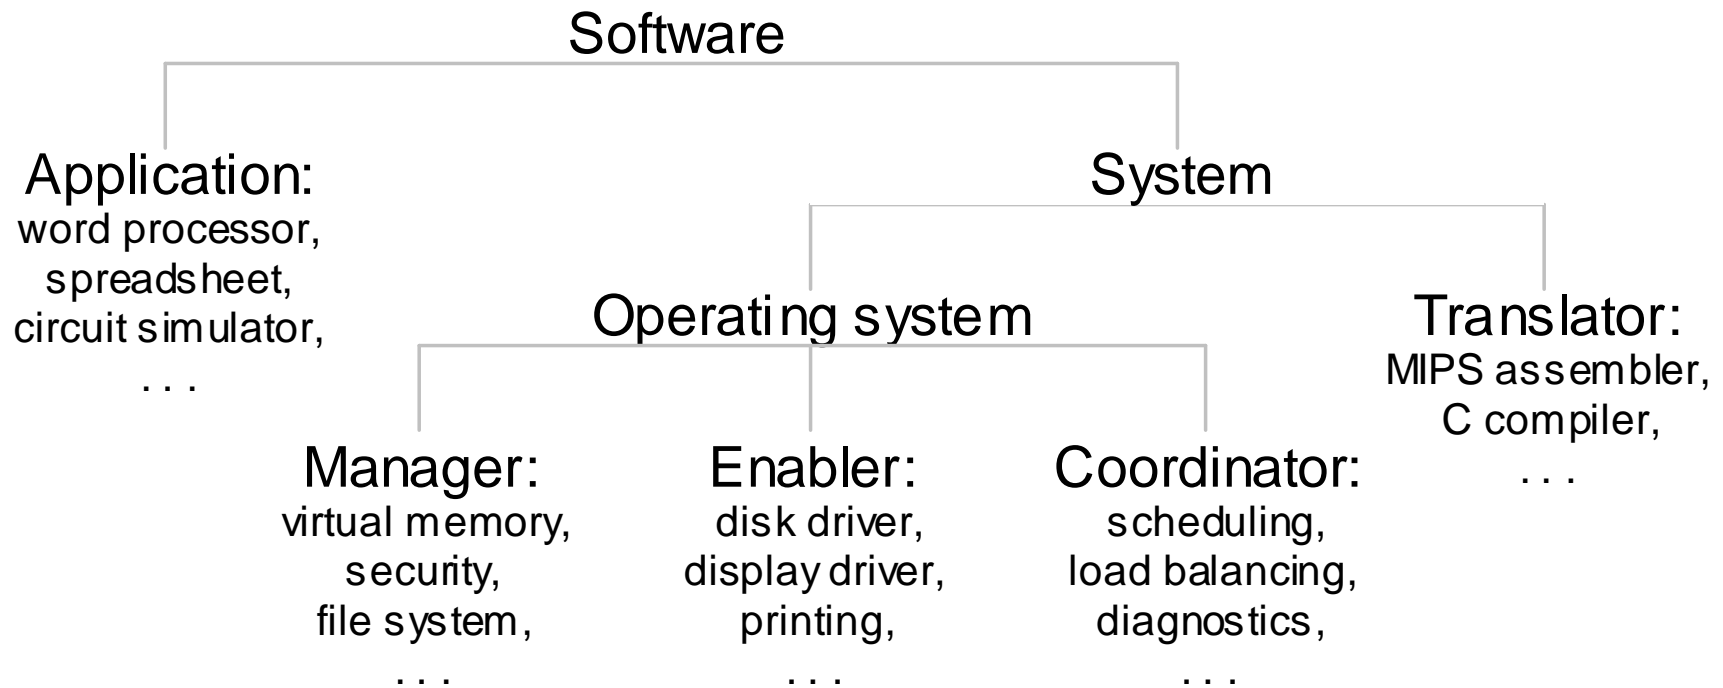 Software
Application:
word processor,
spreadsheet,
circuit simulator,
. . .
System
Operating system
Manager:
virtual memory,
security,
file system,
. . .
Enabler:
disk driver,
display driver,
printing,
. . .
Coordinator:
scheduling,
load balancing,
diagnostics,
. . .
Translator:
MIPS assembler,
C compiler,
. . .